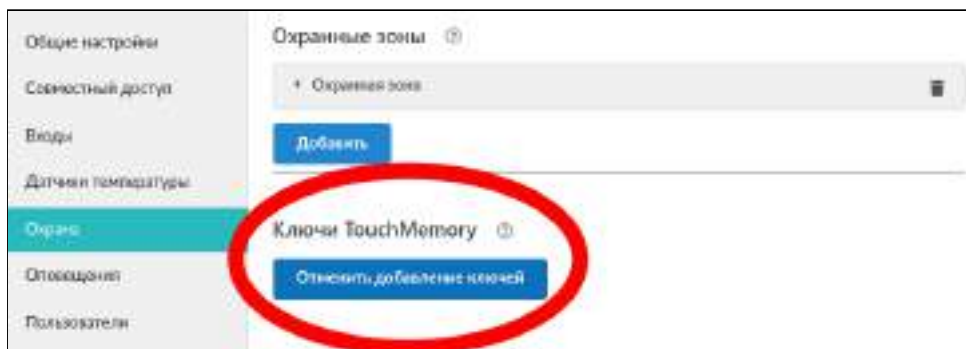 Общие настройки
Совместный доступ
Входы
Датчики температуры
Охрана
Оповещения
Пользователи
Охранные зоны
+ Охранная зона
Добавить
Ключи TouchMemory
Отменить добавление ключей